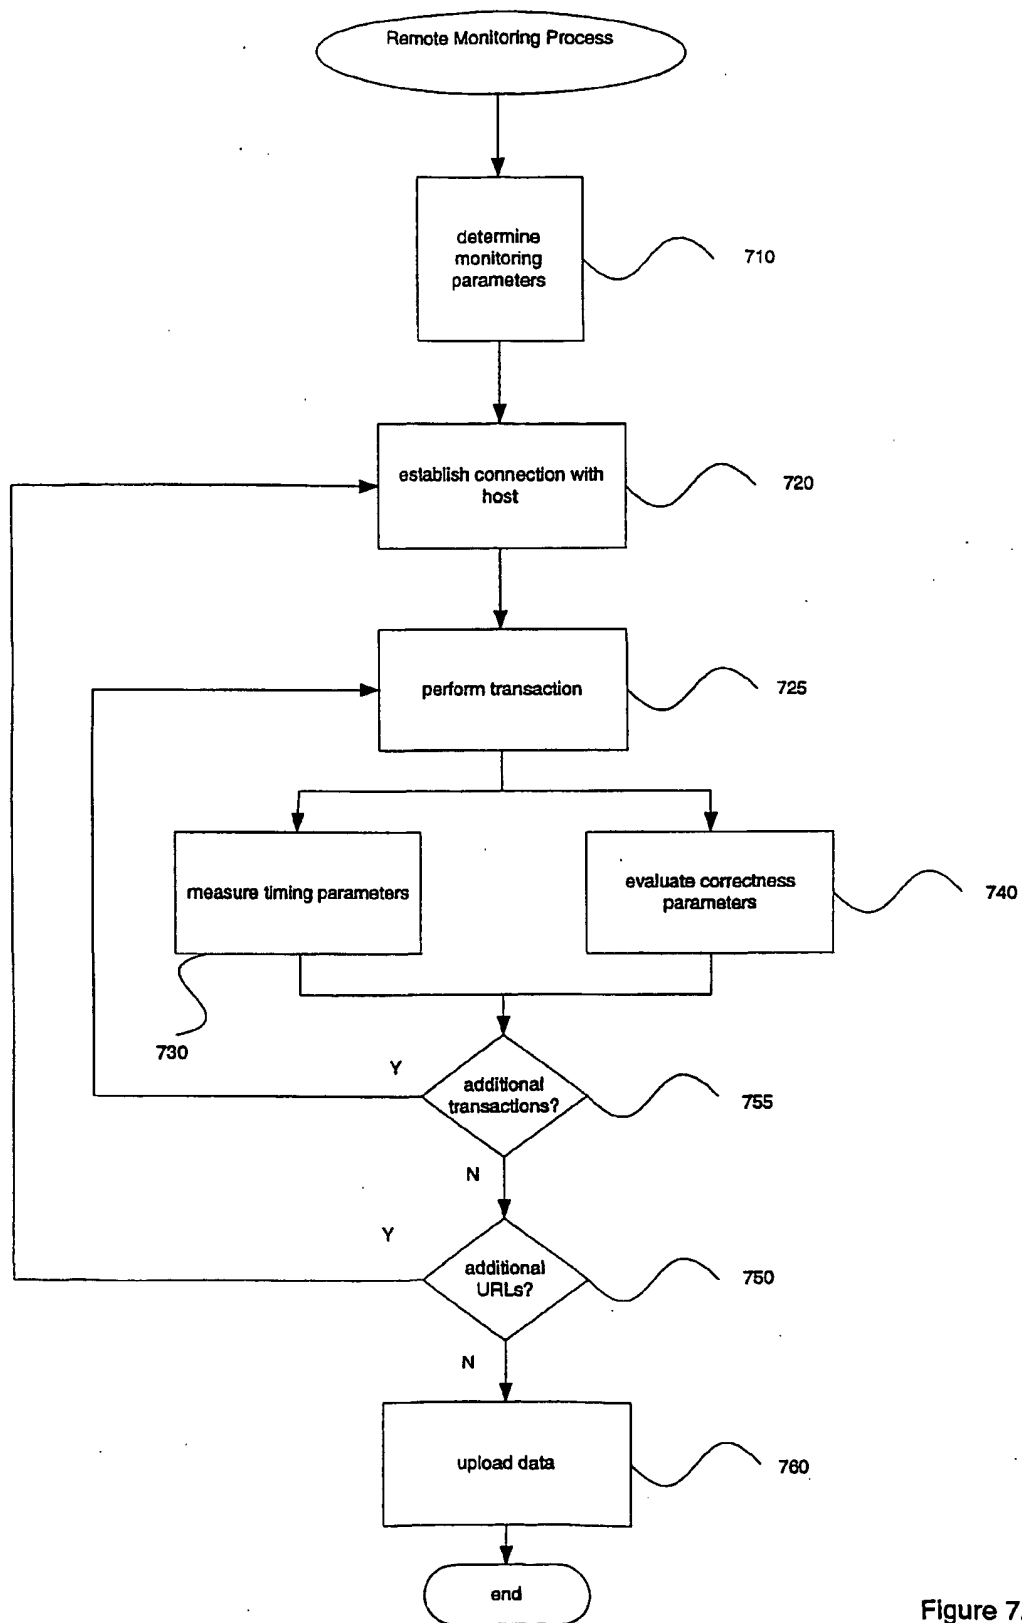 Remote Monitoring Process
determine
monitoring
parameters
710
establish connection with
host
720
perform transaction
725
measure timing parameters
evaluate correctness
parameters
740
730
Y
additional
transactions?
755
N
Y
additional
URLs?
750
N
upload data
760
end
Figure 7